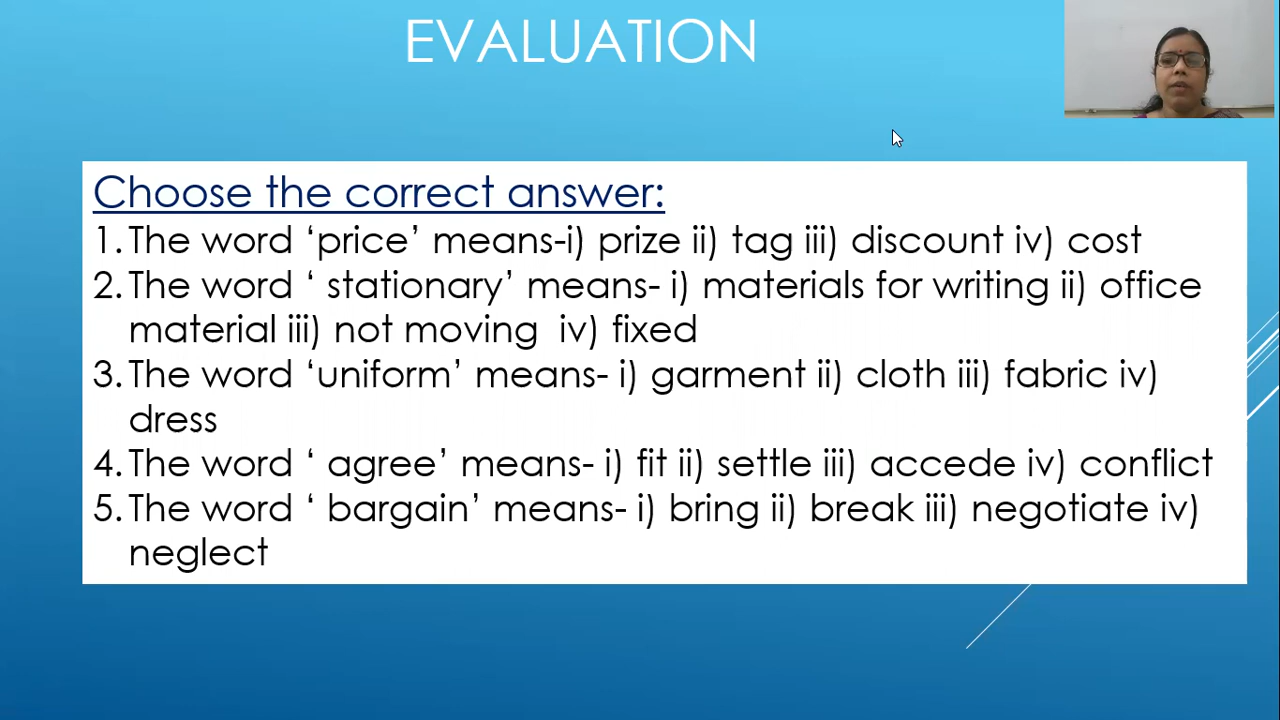 EVALUATION
Choose the correct answer:
1. The word ‘price’ means-i) prize ii) tag iii) discount iv) cost
2. The word ‘ stationary’ means- i) materials for writing ii) office
material iii) not moving  iv) fixed
3. The word ‘uniform’ means- i) garment ii) cloth iii) fabric iv)
dress
4. The word ‘ agree’ means- i) fit ii) settle iii) accede iv) conflict
5. The word ‘ bargain’ means- i) bring ii) break iii) negotiate iv)
neglect